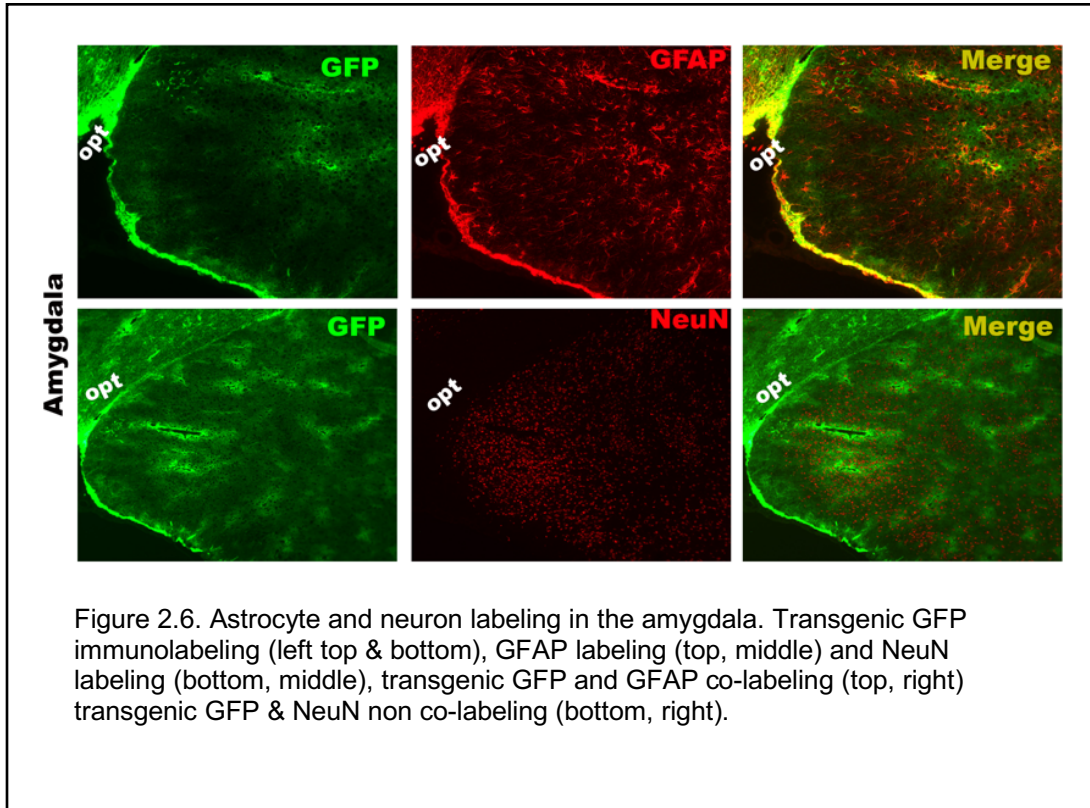 GFP
GFAP
Merge
opt
opt
opt
Amygdala
GFP
NeuN
Merge
opt
opt
opt
Figure 2.6. Astrocyte and neuron labeling in the amygdala. Transgenic GFP
immunolabeling (left top & bottom), GFAP labeling (top, middle) and NeuN
labeling (bottom, middle), transgenic GFP and GFAP co-labeling (top, right)
transgenic GFP & NeuN non co-labeling (bottom, right).